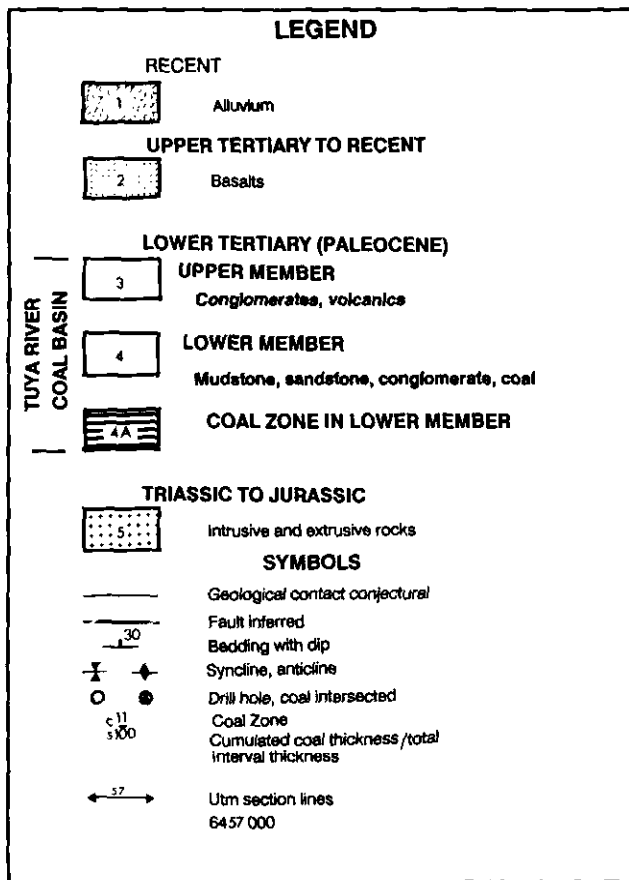 LEGEND
RECENT
1 Alluvium
UPPER TERTIARY TO RECENT
2 Basalts
LOWER TERTIARY (PALEOCENE)
TUYA RIVER
COAL BASIN
UPPER MEMBER
3
Conglomerates, volcanics
LOWER MEMBER
4
Mudstone, sandstone, conglomerate, coal
4A COAL ZONE IN LOWER MEMBER
TRIASSIC TO JURASSIC
5 Intrusive and extrusive rocks
SYMBOLS
Geological contact conjectural
Fault inferred
30 Bedding with dip
Syncline, anticline
Drill hole, coal intersected
c 11 Coal Zone
s100 Cumulated coal thickness/total
interval thickness
57 Utm section lines
6457 000